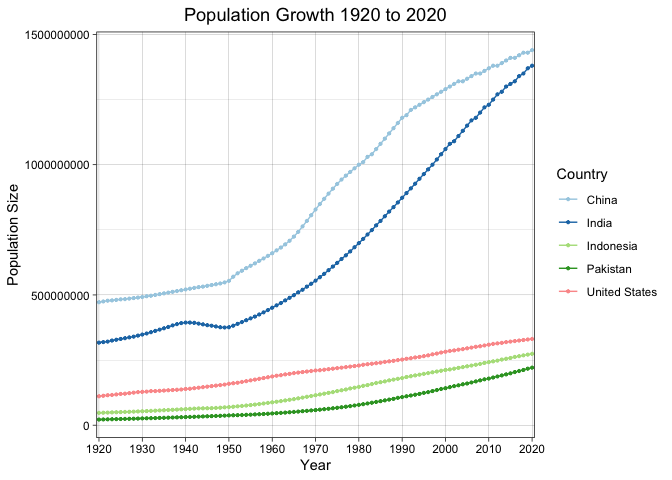 Population Growth 1920 to 2020
Population Size
1500000000
1000000000
500000000
0
1920 1930 1940 1950 1960 1970 1980 1990 2000 2010 2020
Year
Country
China
India
Indonesia
Pakistan
United States